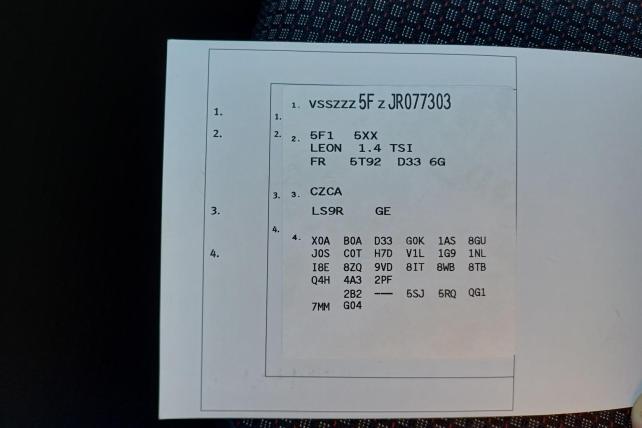 1. 1. 1. VSSZZZ 5F Z JR077303
2. 2. 2. 5F1 5XX
LEON 1.4 TSI
FR 5T92 D33 6G
3. 3. CZCA
3. LS9R GE
4. 4. X0A B0A D33 G0K 1AS 8GU
4. J0S C0T H7D V1L 1G9 1NL
I8E 8ZQ 9VD 8IT 8WB 8TB
Q4H 4A3 2PF
2B2 --- 5SJ 5RQ QG1
7MM G04